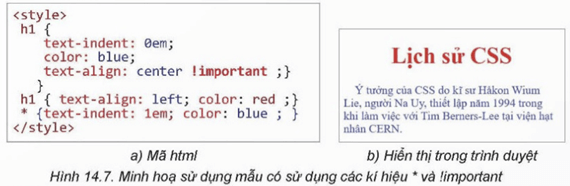 <style>
h1 {
text-indent: 0em;
color: blue;
text-align: center !important ;}
}
h1 { text-align: left; color: red ;}
* {text-indent: 1em; color: blue ; }
</style>
a) Mã html
Lịch sử CSS
Ý tưởng của CSS do kĩ sư Håkon Wium
Lie, người Na Uy, thiết lập năm 1994 trong
khi làm việc với Tim Berners-Lee tại viện hạt
nhân CERN.
b) Hiển thị trong trình duyệt
Hình 14.7. Minh hoạ sử dụng mẫu có sử dụng các kí hiệu * và !important